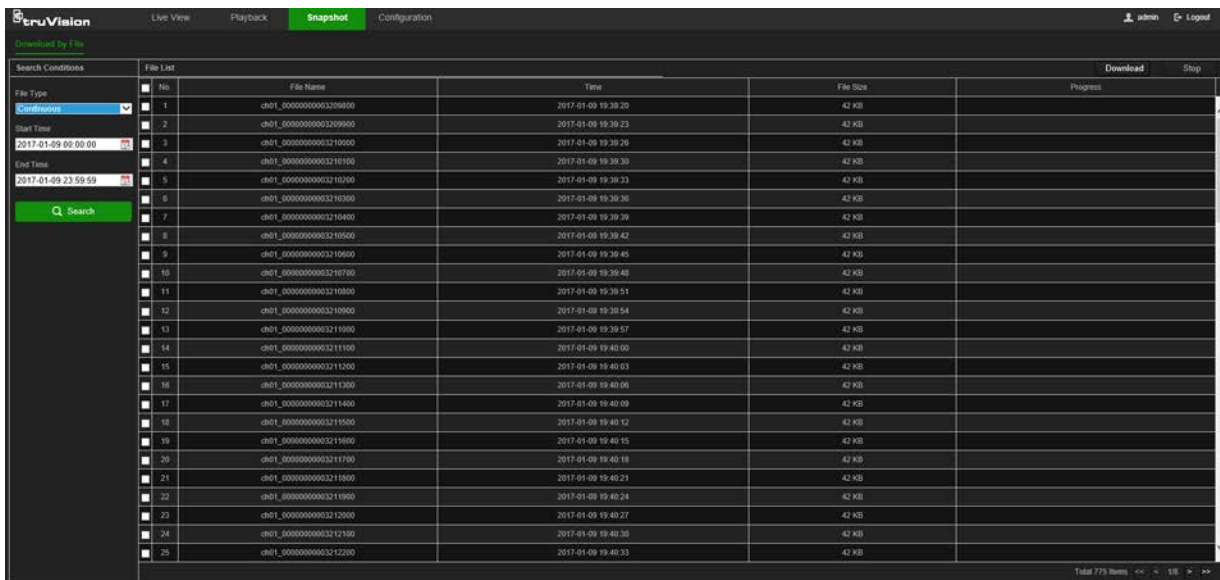 truVision Live View Playback Snapshot Configuration admin Logout
Download by File
Search Conditions File List Download Stop
No. File Name Time File Size Progress
File Type
Continuous
Start Time
2017-01-09 00:00:00
End Time
2017-01-09 23:59:59
Search
1 ch01_00000000003209800 2017-01-09 19:39:20 42 KB
2 ch01_00000000003209900 2017-01-09 19:39:23 42 KB
3 ch01_00000000003210000 2017-01-09 19:39:26 42 KB
4 ch01_00000000003210100 2017-01-09 19:39:30 42 KB
5 ch01_00000000003210200 2017-01-09 19:39:33 42 KB
6 ch01_00000000003210300 2017-01-09 19:39:36 42 KB
7 ch01_00000000003210400 2017-01-09 19:39:39 42 KB
8 ch01_00000000003210500 2017-01-09 19:39:42 42 KB
9 ch01_00000000003210600 2017-01-09 19:39:45 42 KB
10 ch01_00000000003210700 2017-01-09 19:39:48 42 KB
11 ch01_00000000003210800 2017-01-09 19:39:51 42 KB
12 ch01_00000000003210900 2017-01-09 19:39:54 42 KB
13 ch01_00000000003211000 2017-01-09 19:39:57 42 KB
14 ch01_00000000003211100 2017-01-09 19:40:00 42 KB
15 ch01_00000000003211200 2017-01-09 19:40:03 42 KB
16 ch01_00000000003211300 2017-01-09 19:40:06 42 KB
17 ch01_00000000003211400 2017-01-09 19:40:09 42 KB
18 ch01_00000000003211500 2017-01-09 19:40:12 42 KB
19 ch01_00000000003211600 2017-01-09 19:40:15 42 KB
20 ch01_00000000003211700 2017-01-09 19:40:18 42 KB
21 ch01_00000000003211800 2017-01-09 19:40:21 42 KB
22 ch01_00000000003211900 2017-01-09 19:40:24 42 KB
23 ch01_00000000003212000 2017-01-09 19:40:27 42 KB
24 ch01_00000000003212100 2017-01-09 19:40:30 42 KB
25 ch01_00000000003212200 2017-01-09 19:40:33 42 KB
Total 775 Items << < 1/8 > >>